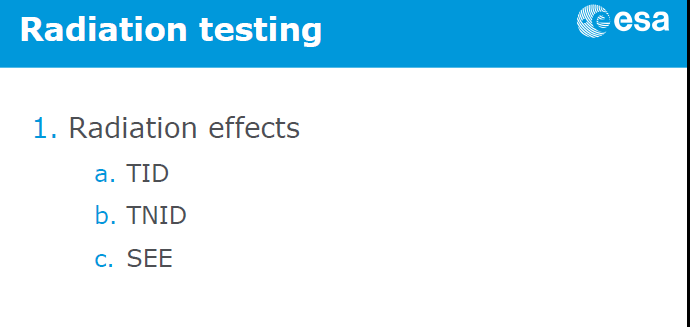 Radiation testing
esa
1. Radiation effects
a. TID
b. TNID
c. SEE